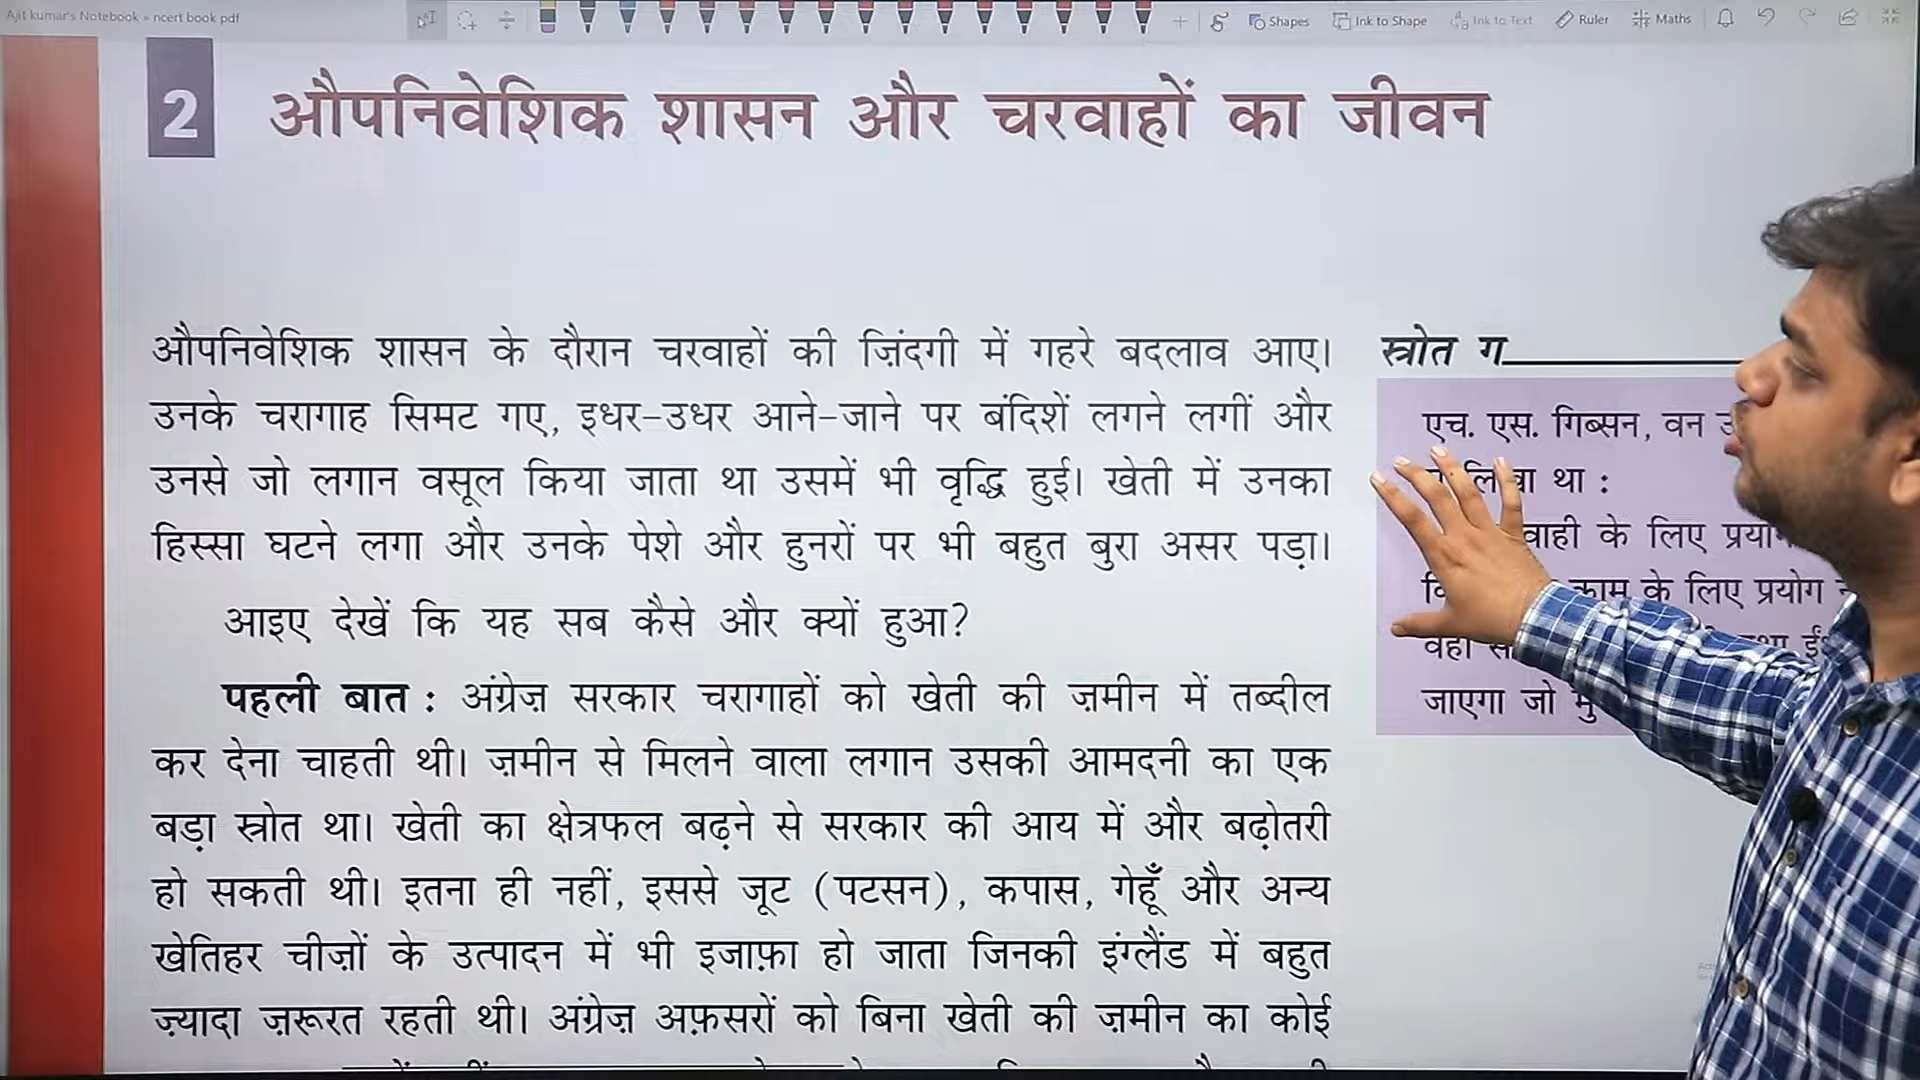 Ajit kumar's Notebook » ncert book pdf
Shapes
Ink to Shape
Ink to Text
Ruler
Maths
2 औपनिवेशिक शासन और चरवाहों का जीवन
औपनिवेशिक शासन के दौरान चरवाहों की ज़िंदगी में गहरे बदलाव आए।
उनके चरागाह सिमट गए, इधर-उधर आने-जाने पर बंदिशें लगने लगीं और
उनसे जो लगान वसूल किया जाता था उसमें भी वृद्धि हुई। खेती में उनका
हिस्सा घटने लगा और उनके पेशे और हुनरों पर भी बहुत बुरा असर पड़ा।
आइए देखें कि यह सब कैसे और क्यों हुआ?
पहली बात : अंग्रेज़ सरकार चरागाहों को खेती की ज़मीन में तब्दील
कर देना चाहती थी। ज़मीन से मिलने वाला लगान उसकी आमदनी का एक
बड़ा स्रोत था। खेती का क्षेत्रफल बढ़ने से सरकार की आय में और बढ़ोतरी
हो सकती थी। इतना ही नहीं, इससे जूट (पटसन), कपास, गेहूँ और अन्य
खेतिहर चीज़ों के उत्पादन में भी इजाफ़ा हो जाता जिनकी इंग्लैंड में बहुत
ज़्यादा ज़रूरत रहती थी। अंग्रेज़ अफ़सरों को बिना खेती की ज़मीन का कोई
स्रोत ग
एच. एस. गिब्सन, वन
था :
के लिए
काम के लिए प्रयोग
जाएगा जो